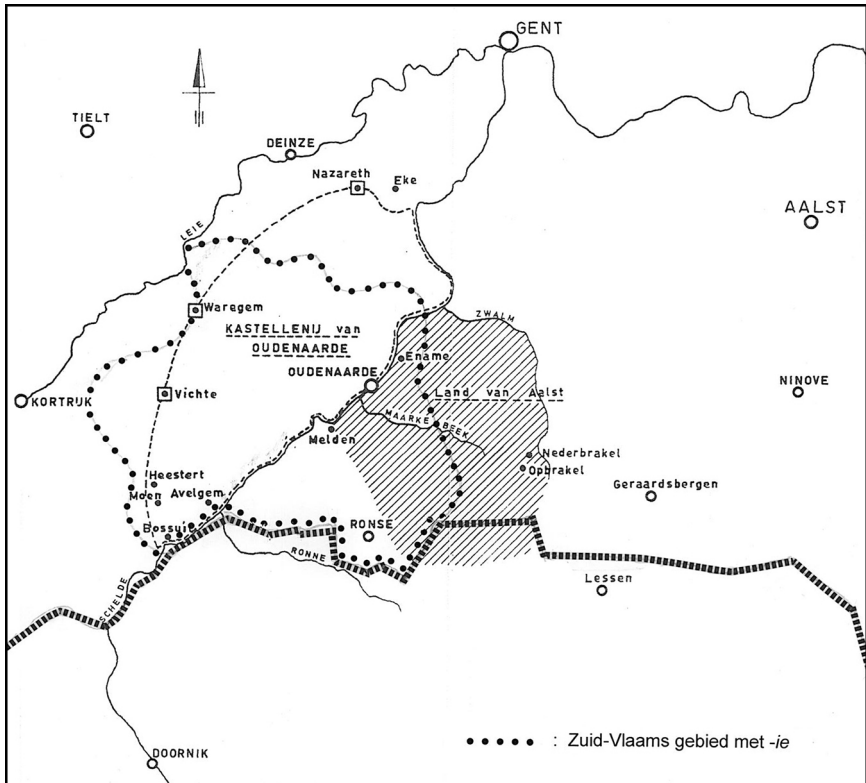 GENT
TIELT
DEINZE
Nazareth
Eke
AALST
LEIE
ZWALM
Waregem
KASTELLENIJ van
OUDENAARDE
Ename
OUDENAARDE
Land van Aalst
KORTRIJK
Vichte
NINOVE
MAARKE BEEK
Melden
Nederbrakel
Opbrakel
Heestert
Moen
Avelgem
Geraardsbergen
Bossuit
RONSE
RONNE
SCHELDE
Lessen
DOORNIK
: Zuid-Vlaams gebied met -ie